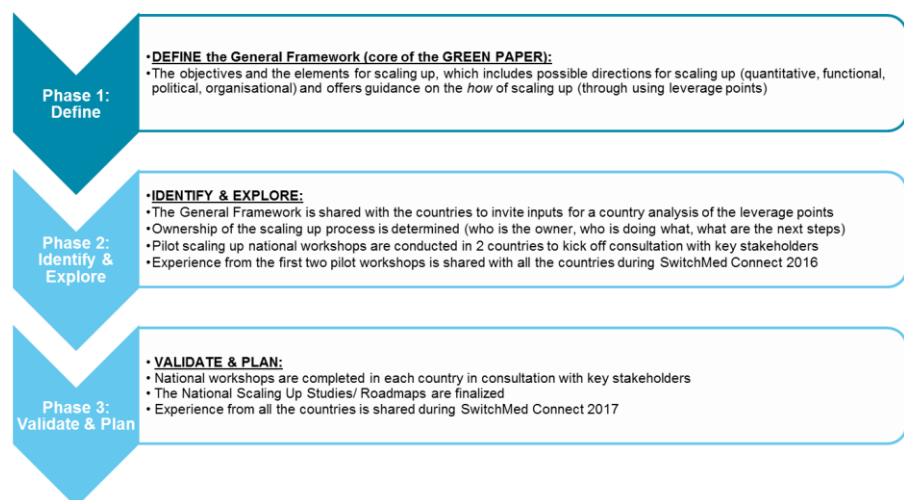 Phase 1:
Define
•DEFINE the General Framework (core of the GREEN PAPER):
•The objectives and the elements for scaling up, which includes possible directions for scaling up (quantitative, functional,
political, organisational) and offers guidance on the how of scaling up (through using leverage points)
Phase 2:
Identify &
Explore
•IDENTIFY & EXPLORE:
•The General Framework is shared with the countries to invite inputs for a country analysis of the leverage points
•Ownership of the scaling up process is determined (who is the owner, who is doing what, what are the next steps)
•Pilot scaling up national workshops are conducted in 2 countries to kick off consultation with key stakeholders
•Experience from the first two pilot workshops is shared with all the countries during SwitchMed Connect 2016
Phase 3:
Validate & Plan
• VALIDATE & PLAN:
• National workshops are completed in each country in consultation with key stakeholders
• The National Scaling Up Studies/ Roadmaps are finalized
• Experience from all the countries is shared during SwitchMed Connect 2017